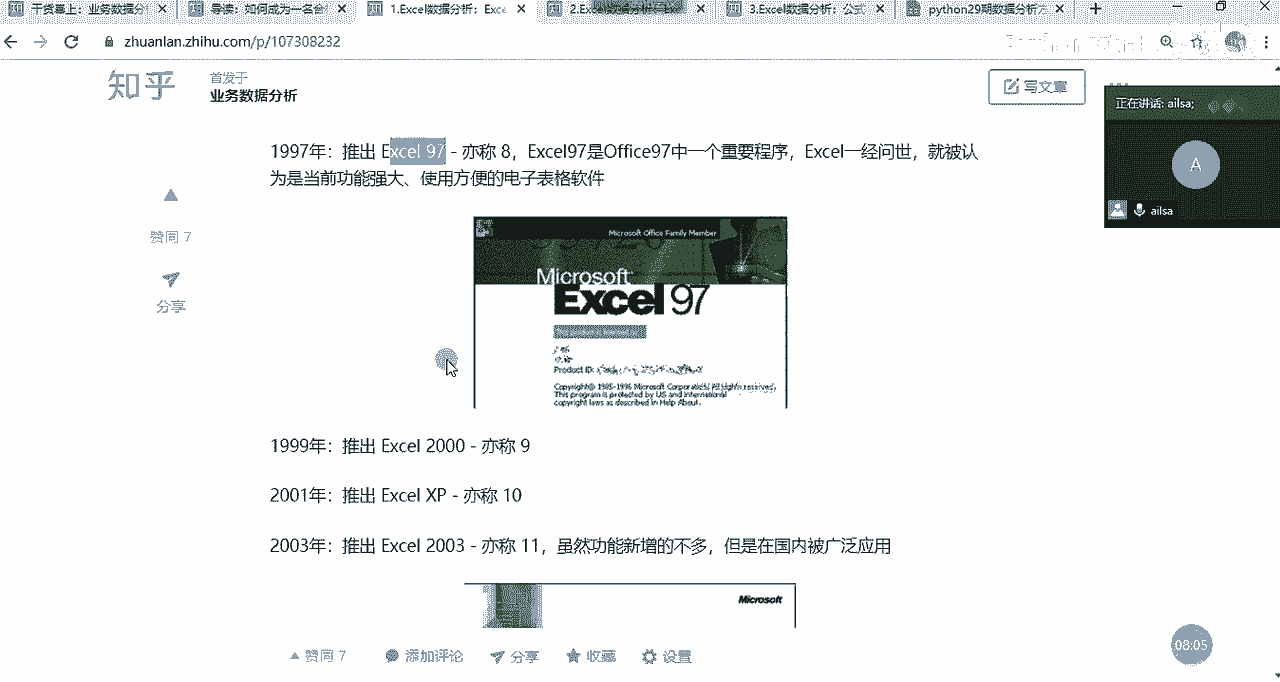 干货奉上：业务数据分
导读：如何成为一名合
1.Excel数据分析：Exce
2.Excel数据分析：Exc
3.Excel数据分析：公式
python29期数据分析
zhuanlan.zhihu.com/p/107308232
知乎
首发于
业务数据分析
写文章
正在讲话: ailsa;
A
ailsa
1997年：推出 Excel 97 - 亦称 8，Excel97是Office97中一个重要程序，Excel一经问世，就被认
为是当前功能强大、使用方便的电子表格软件
赞同 7
分享
Microsoft Office Family Member
Microsoft
Excel 97
Product ID:
Copyright© 1985-1996 Microsoft Corporation. All rights reserved.
This program is protected by US and international
copyright laws as described in Help About.
1999年：推出 Excel 2000 - 亦称 9
2001年：推出 Excel XP - 亦称 10
2003年：推出 Excel 2003 - 亦称 11，虽然功能新增的不多，但是在国内被广泛应用
Microsoft
赞同 7
添加评论
分享
收藏
设置
08:05